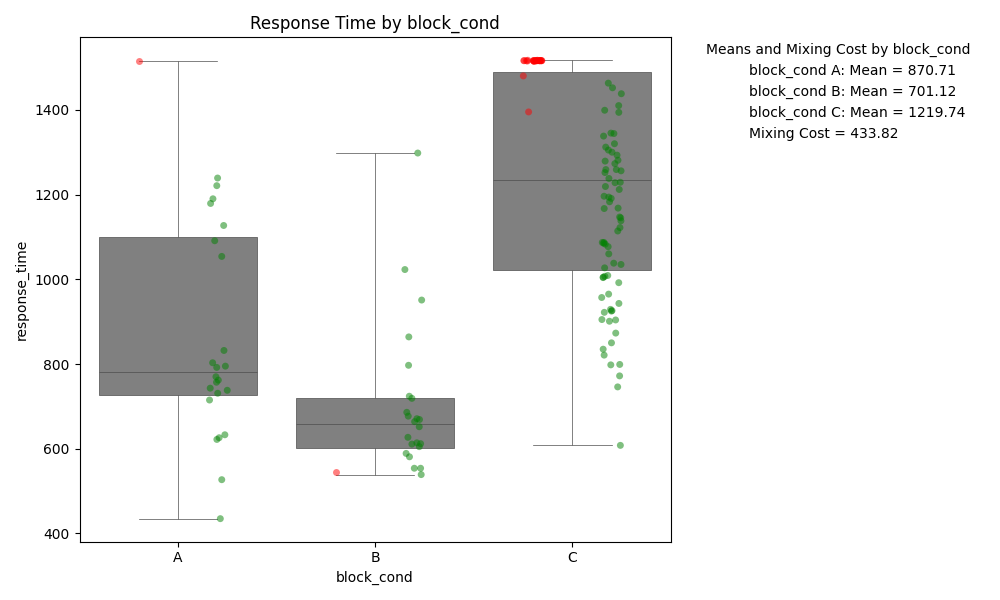 Response Time by block_cond
Means and Mixing Cost by block_cond
block_cond A: Mean = 870.71
block_cond B: Mean = 701.12
block_cond C: Mean = 1219.74
Mixing Cost = 433.82
response_time
1400
1200
1000
800
600
400
A
B
C
block_cond